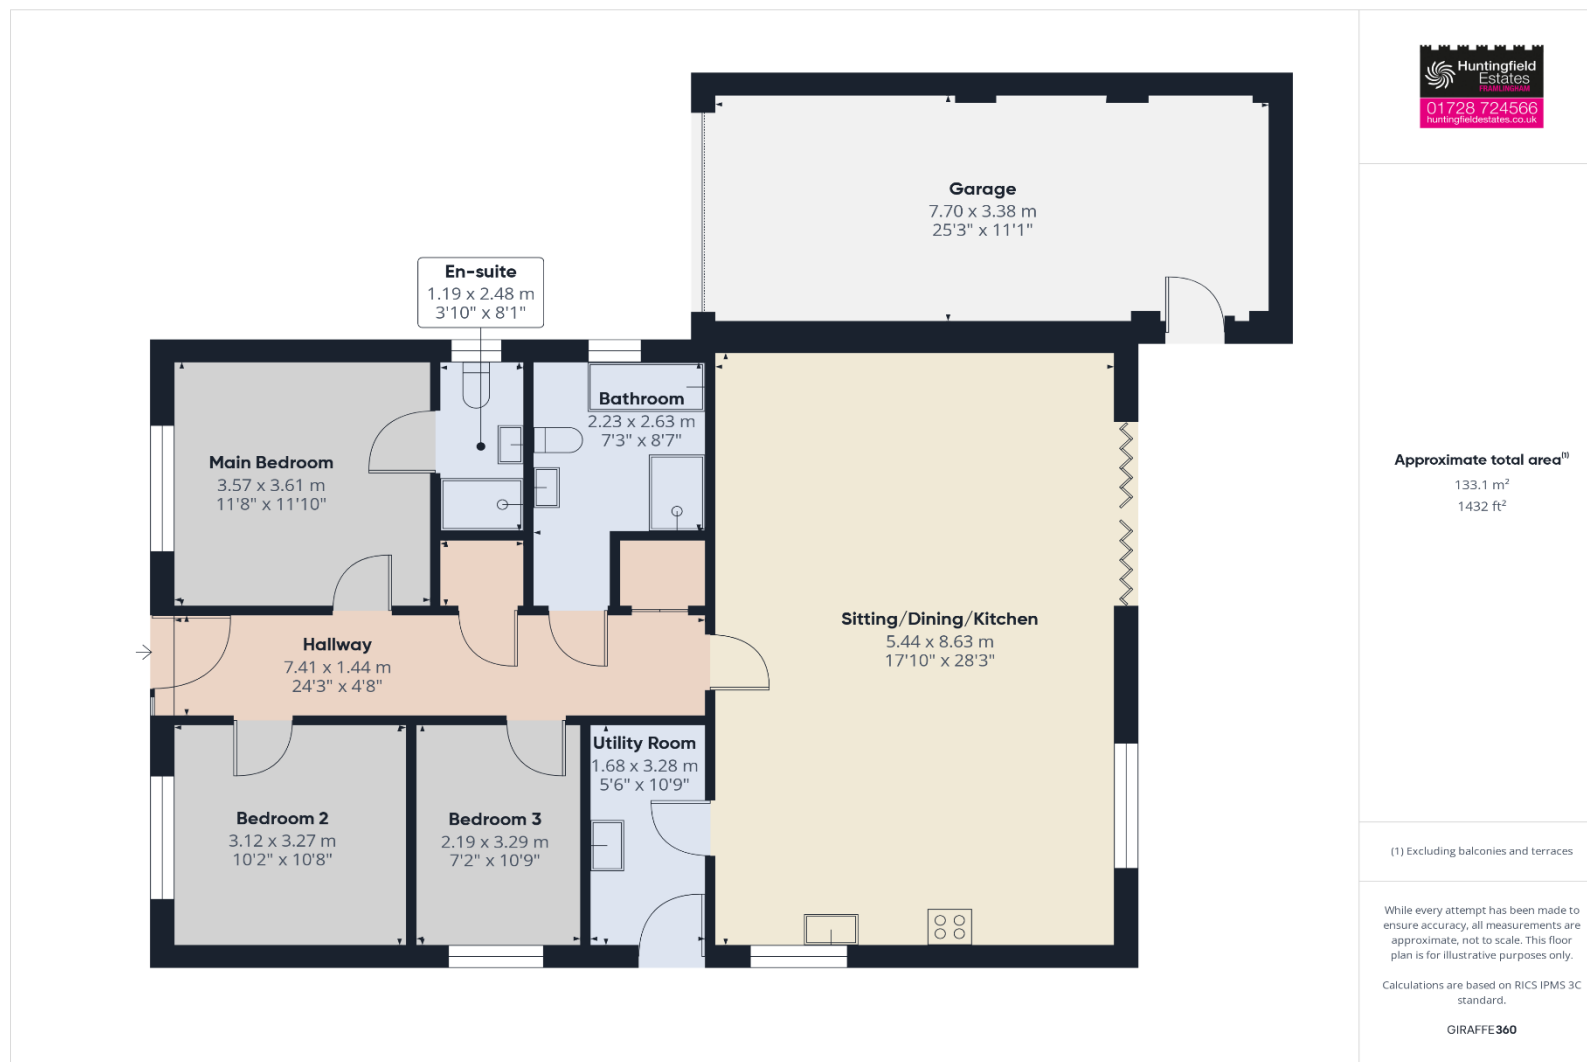 Huntingfield
Estates
FRAMLINGHAM
01728 724566
huntingfieldestates.co.uk
Garage
7.70 x 3.38 m
25'3" x 11'1"
En-suite
1.19 x 2.48 m
3'10" x 8'1"
Bathroom
2.23 x 2.63 m
7'3" x 8'7"
Main Bedroom
3.57 x 3.61 m
11'8" x 11'10"
Sitting/Dining/Kitchen
5.44 x 8.63 m
17'10" x 28'3"
Hallway
7.41 x 1.44 m
24'3" x 4'8"
Utility Room
1.68 x 3.28 m
5'6" x 10'9"
Bedroom 2
3.12 x 3.27 m
10'2" x 10'8"
Bedroom 3
2.19 x 3.29 m
7'2" x 10'9"
Approximate total area(1)
133.1 m²
1432 ft²
(1) Excluding balconies and terraces
While every attempt has been made to
ensure accuracy, all measurements are
approximate, not to scale. This floor
plan is for illustrative purposes only.
Calculations are based on RICS IPMS 3C
standard.
GIRAFFE360